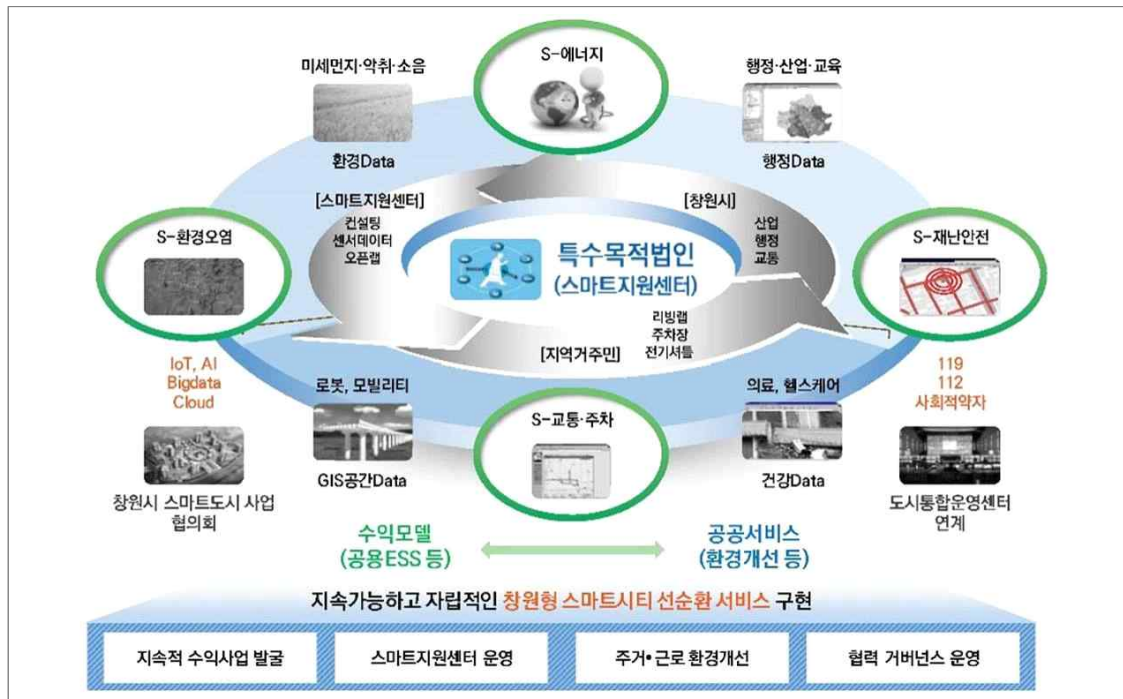 S-에너지
미세먼지·악취·소음
행정·산업·교육
환경Data
행정Data
[스마트지원센터]
컨설팅
센서데이터
오픈랩
[창원시]
산업
행정
교통
S-환경오염
S-재난안전
특수목적법인
(스마트지원센터)
리빙랩
주차장
전기셔틀
[지역거주민]
IoT, AI
Bigdata
Cloud
119
112
사회적약자
로봇, 모빌리티
의료, 헬스케어
S-교통·주차
GIS공간Data
건강Data
창원시 스마트도시 사업
협의회
도시통합운영센터
연계
수익모델
(공용ESS 등)
공공서비스
(환경개선 등)
지속가능하고 자립적인 창원형 스마트시티 선순환 서비스 구현
지속적 수익사업 발굴
스마트지원센터 운영
주거•근로 환경개선
협력 거버넌스 운영